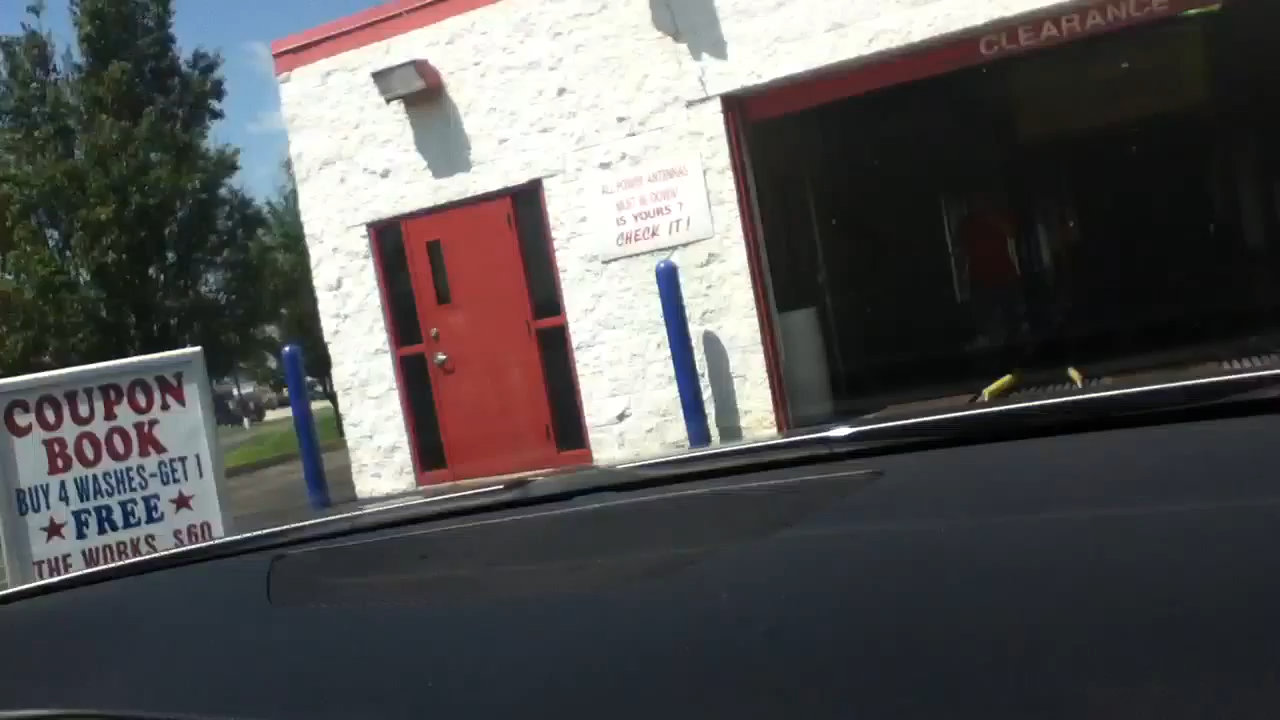 CLEARANCE
ALL POWER ANTENNAS
MUST BE DOWN
IS YOURS ?
CHECK IT!
COUPON
BOOK
BUY 4 WASHES-GET 1
FREE
THE WORKS $60